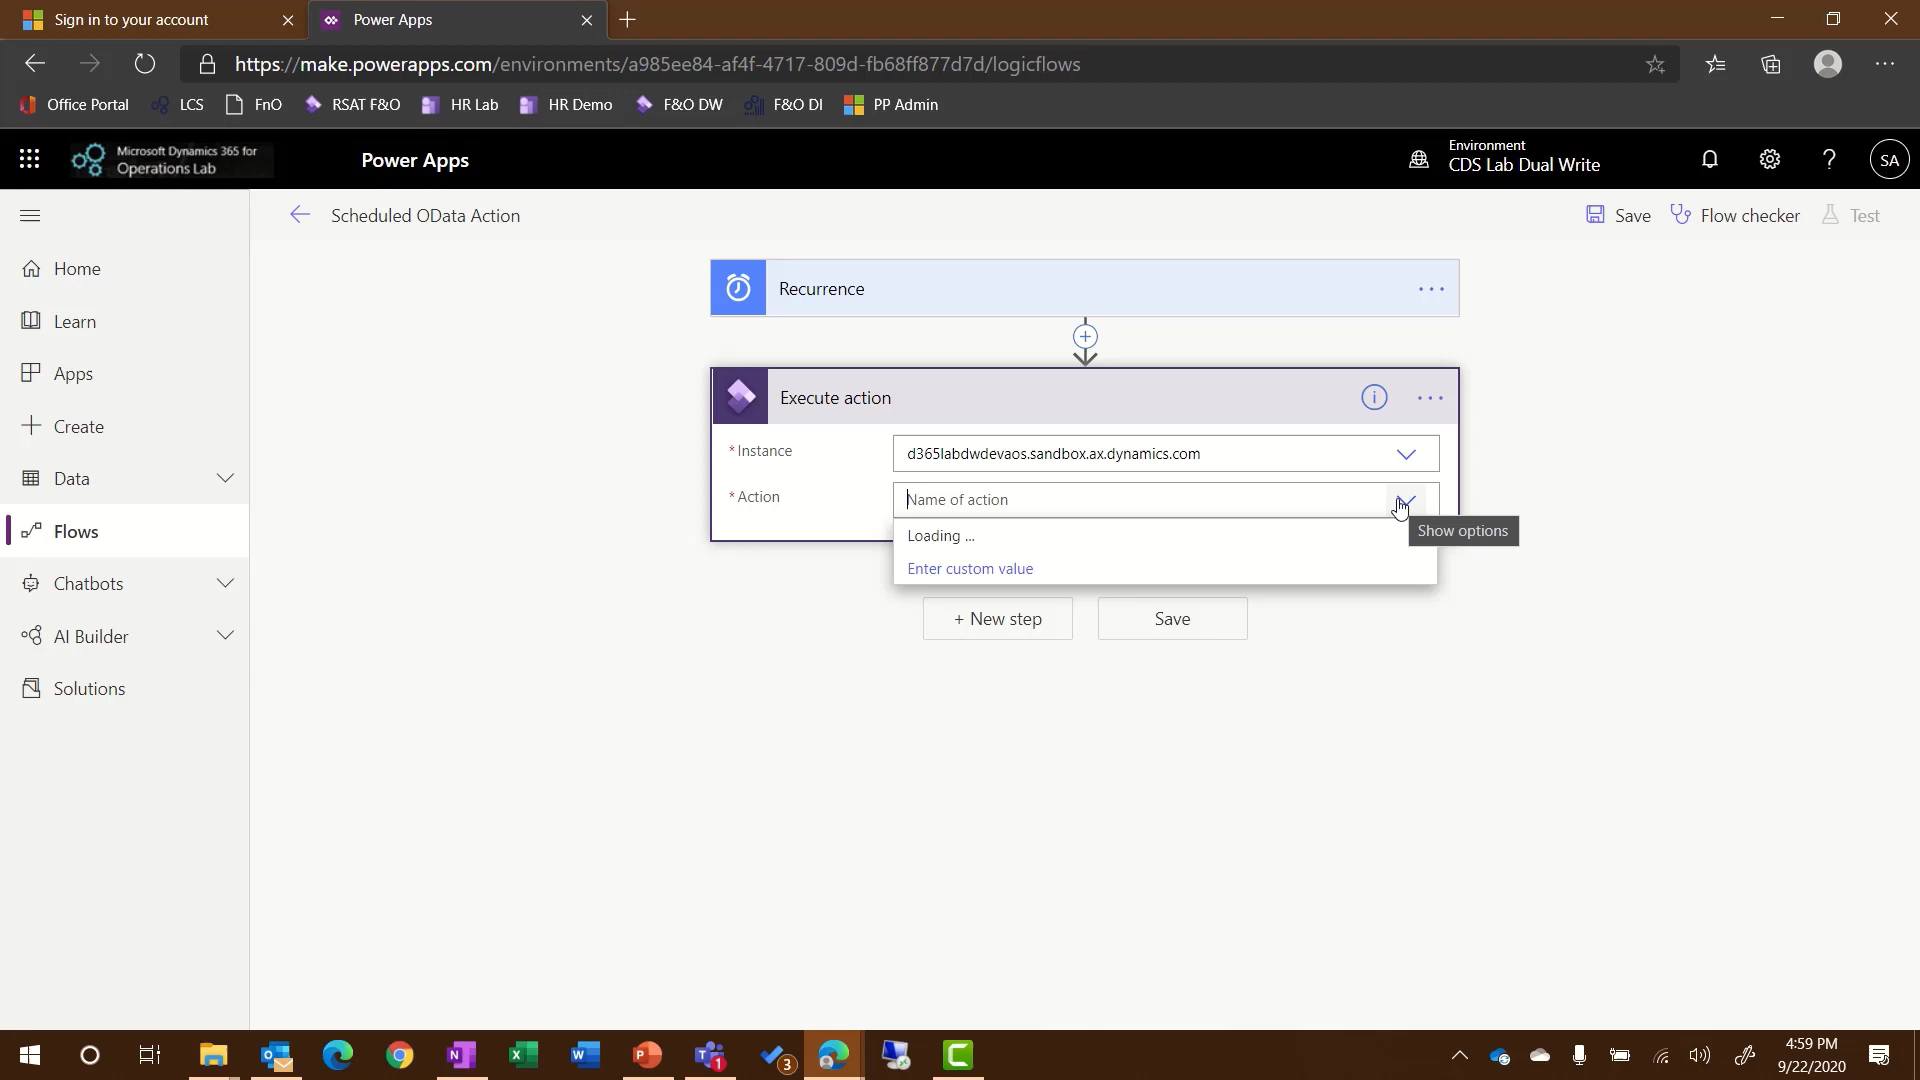 Sign in to your account
Power Apps
https://make.powerapps.com/environments/a985ee84-af4f-4717-809d-fb68ff877d7d/logicflows
Office Portal
LCS
FnO
RSAT F&O
HR Lab
HR Demo
F&O DW
F&O DI
PP Admin
Microsoft Dynamics 365 for
Operations Lab
Power Apps
Environment
CDS Lab Dual Write
?
SA
Scheduled OData Action
Save
Flow checker
Test
Home
Learn
Apps
Create
Data
Flows
Chatbots
AI Builder
Solutions
Recurrence
Execute action
* Instance
d365labdwdevaos.sandbox.ax.dynamics.com
* Action
Name of action
Show options
Loading ...
Enter custom value
+ New step
Save
1
3
4:59 PM
9/22/2020